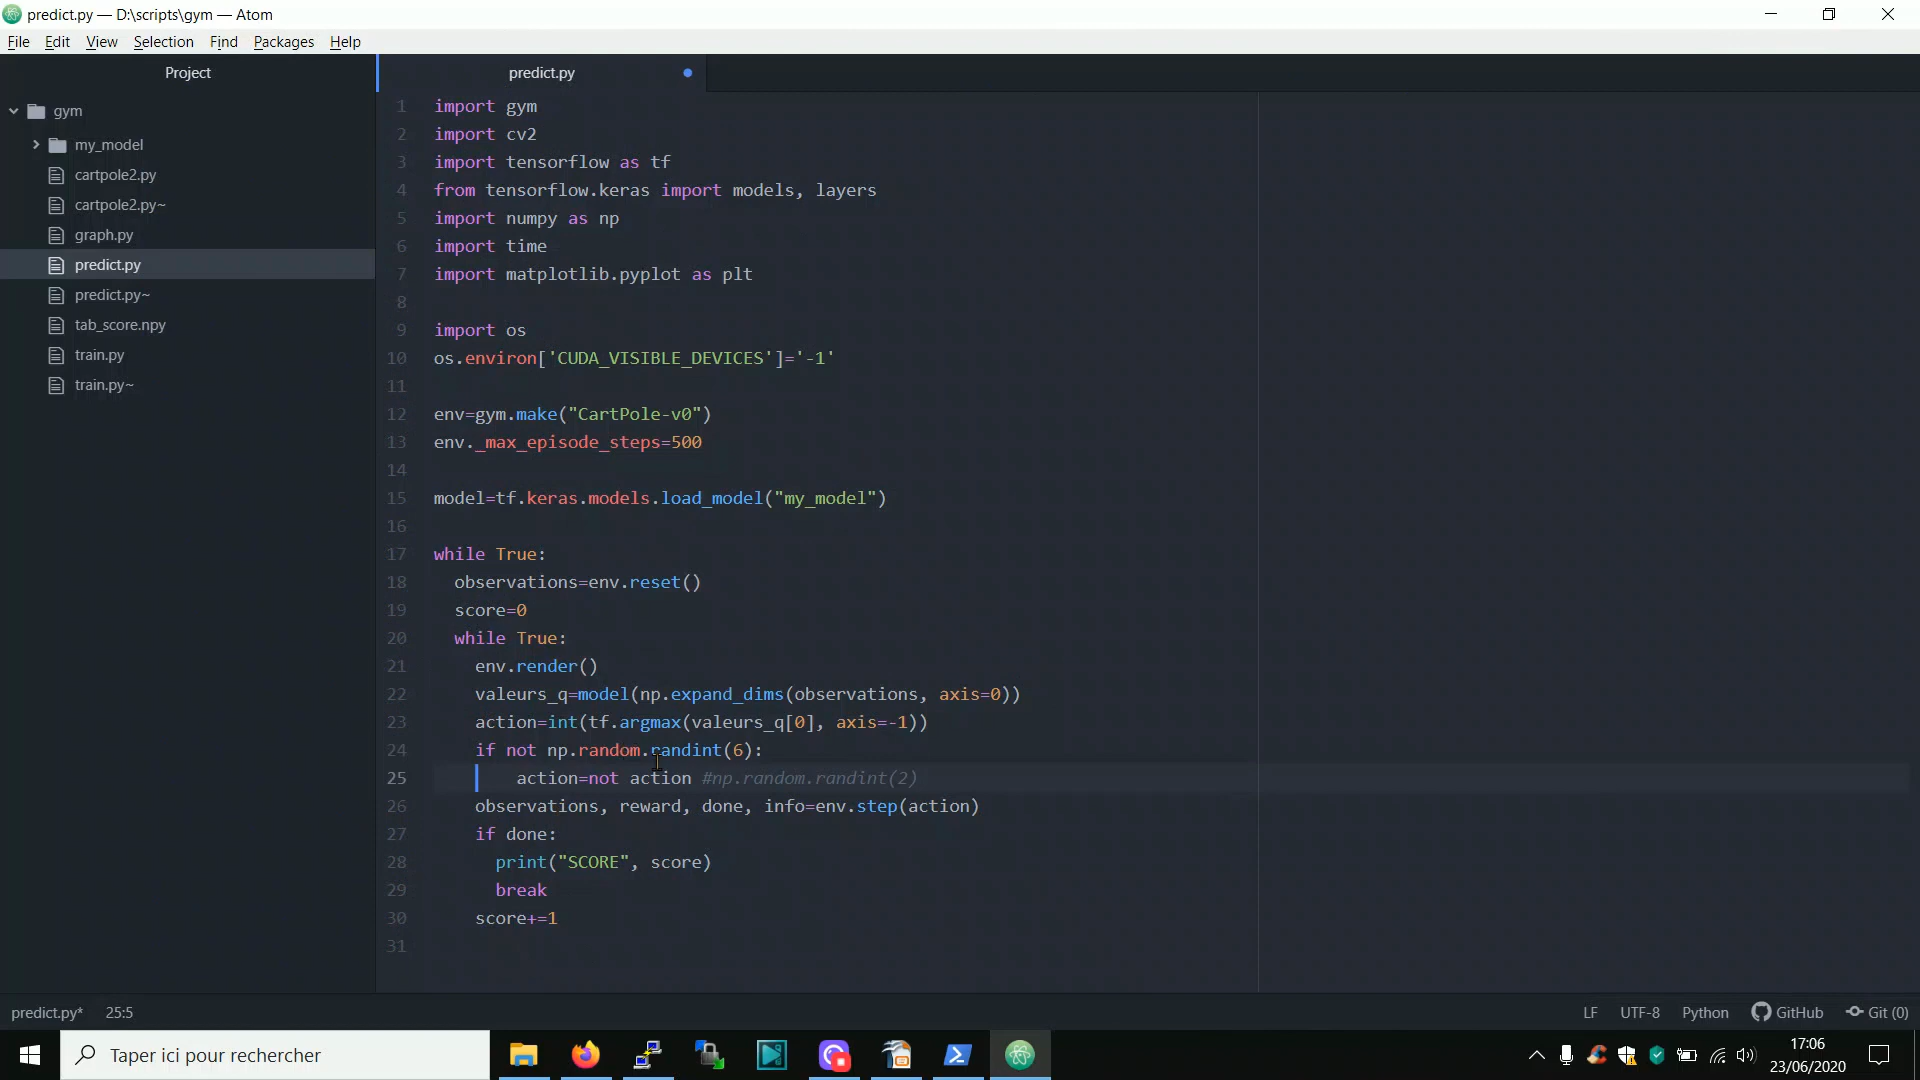 predict.py — D:\scripts\gym — Atom
File Edit View Selection Find Packages Help
Project
predict.py
gym
my_model
cartpole2.py
cartpole2.py~
graph.py
predict.py
predict.py~
tab_score.npy
train.py
train.py~
1 import gym
2 import cv2
3 import tensorflow as tf
4 from tensorflow.keras import models, layers
5 import numpy as np
6 import time
7 import matplotlib.pyplot as plt
8
9 import os
10 os.environ['CUDA_VISIBLE_DEVICES']='-1'
11
12 env=gym.make("CartPole-v0")
13 env._max_episode_steps=500
14
15 model=tf.keras.models.load_model("my_model")
16
17 while True:
18   observations=env.reset()
19   score=0
20   while True:
21     env.render()
22     valeurs_q=model(np.expand_dims(observations, axis=0))
23     action=int(tf.argmax(valeurs_q[0], axis=-1))
24     if not np.random.randint(6):
25         action=not action #np.random.randint(2)
26     observations, reward, done, info=env.step(action)
27     if done:
28       print("SCORE", score)
29       break
30     score+=1
31
predict.py* 25:5 LF UTF-8 Python GitHub Git (0)
Taper ici pour rechercher
17:06
23/06/2020